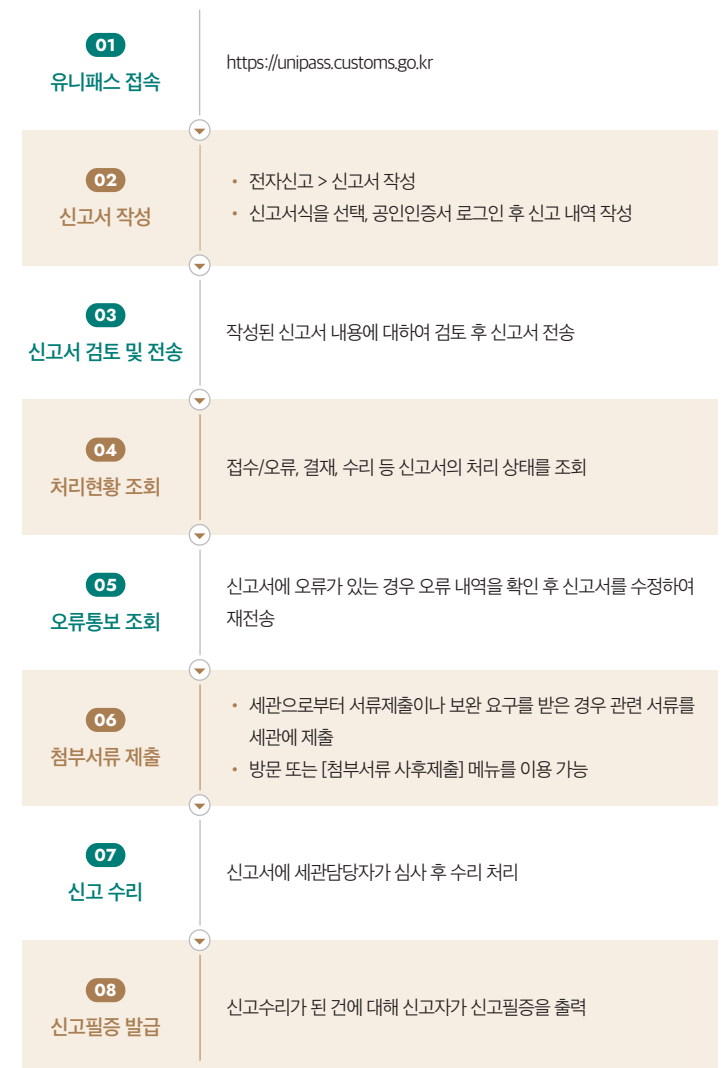 01
유니패스 접속
https://unipass.customs.go.kr
02
신고서 작성
• 전자신고 > 신고서 작성
• 신고서식을 선택, 공인인증서 로그인 후 신고 내역 작성
03
신고서 검토 및 전송
작성된 신고서 내용에 대하여 검토 후 신고서 전송
04
처리현황 조회
접수/오류, 결재, 수리 등 신고서의 처리 상태를 조회
05
오류통보 조회
신고서에 오류가 있는 경우 오류 내역을 확인 후 신고서를 수정하여
재전송
06
첨부서류 제출
• 세관으로부터 서류제출이나 보완 요구를 받은 경우 관련 서류를
세관에 제출
• 방문 또는 [첨부서류 사후제출] 메뉴를 이용 가능
07
신고 수리
신고서에 세관담당자가 심사 후 수리 처리
08
신고필증 발급
신고수리가 된 건에 대해 신고자가 신고필증을 출력